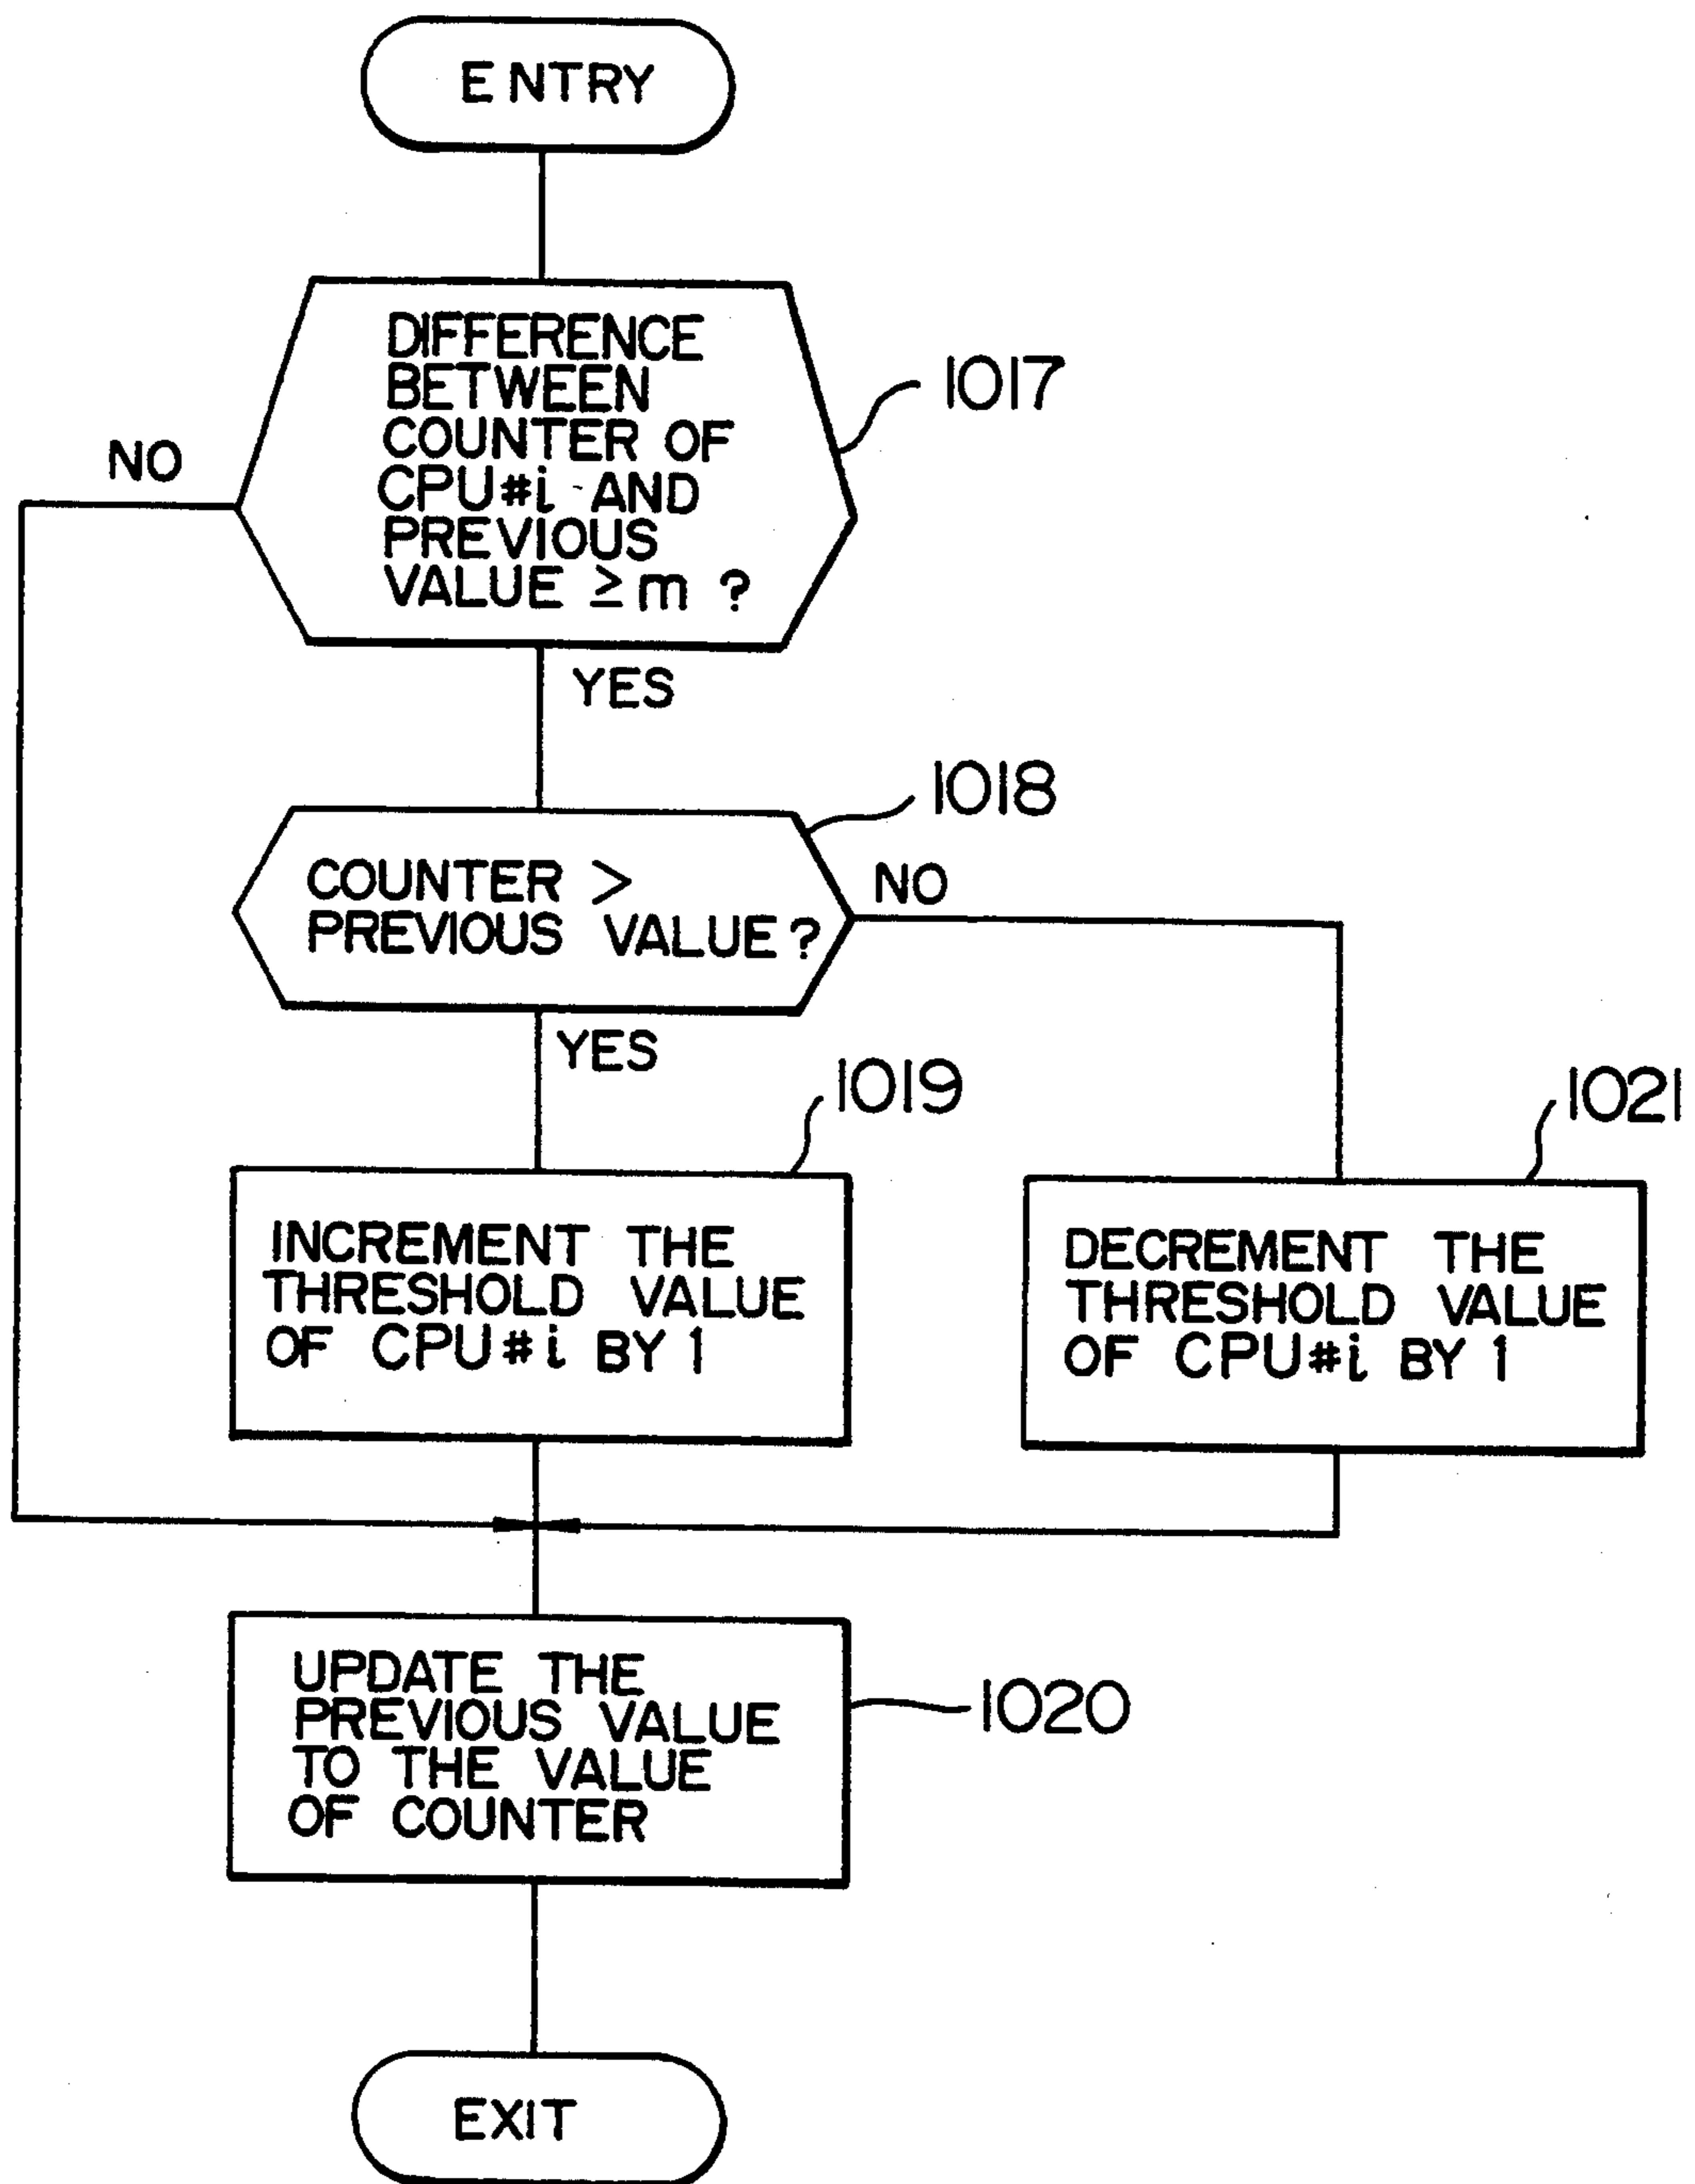 ENTRY
DIFFERENCE
BETWEEN
COUNTER OF
CPU#i AND
PREVIOUS
VALUE ≥ m ?
1017
NO
YES
1018
COUNTER >
PREVIOUS VALUE?
NO
YES
1019
1021
INCREMENT THE
THRESHOLD VALUE
OF CPU#i BY 1
DECREMENT THE
THRESHOLD VALUE
OF CPU#i BY 1
UPDATE THE
PREVIOUS VALUE
TO THE VALUE
OF COUNTER
1020
EXIT